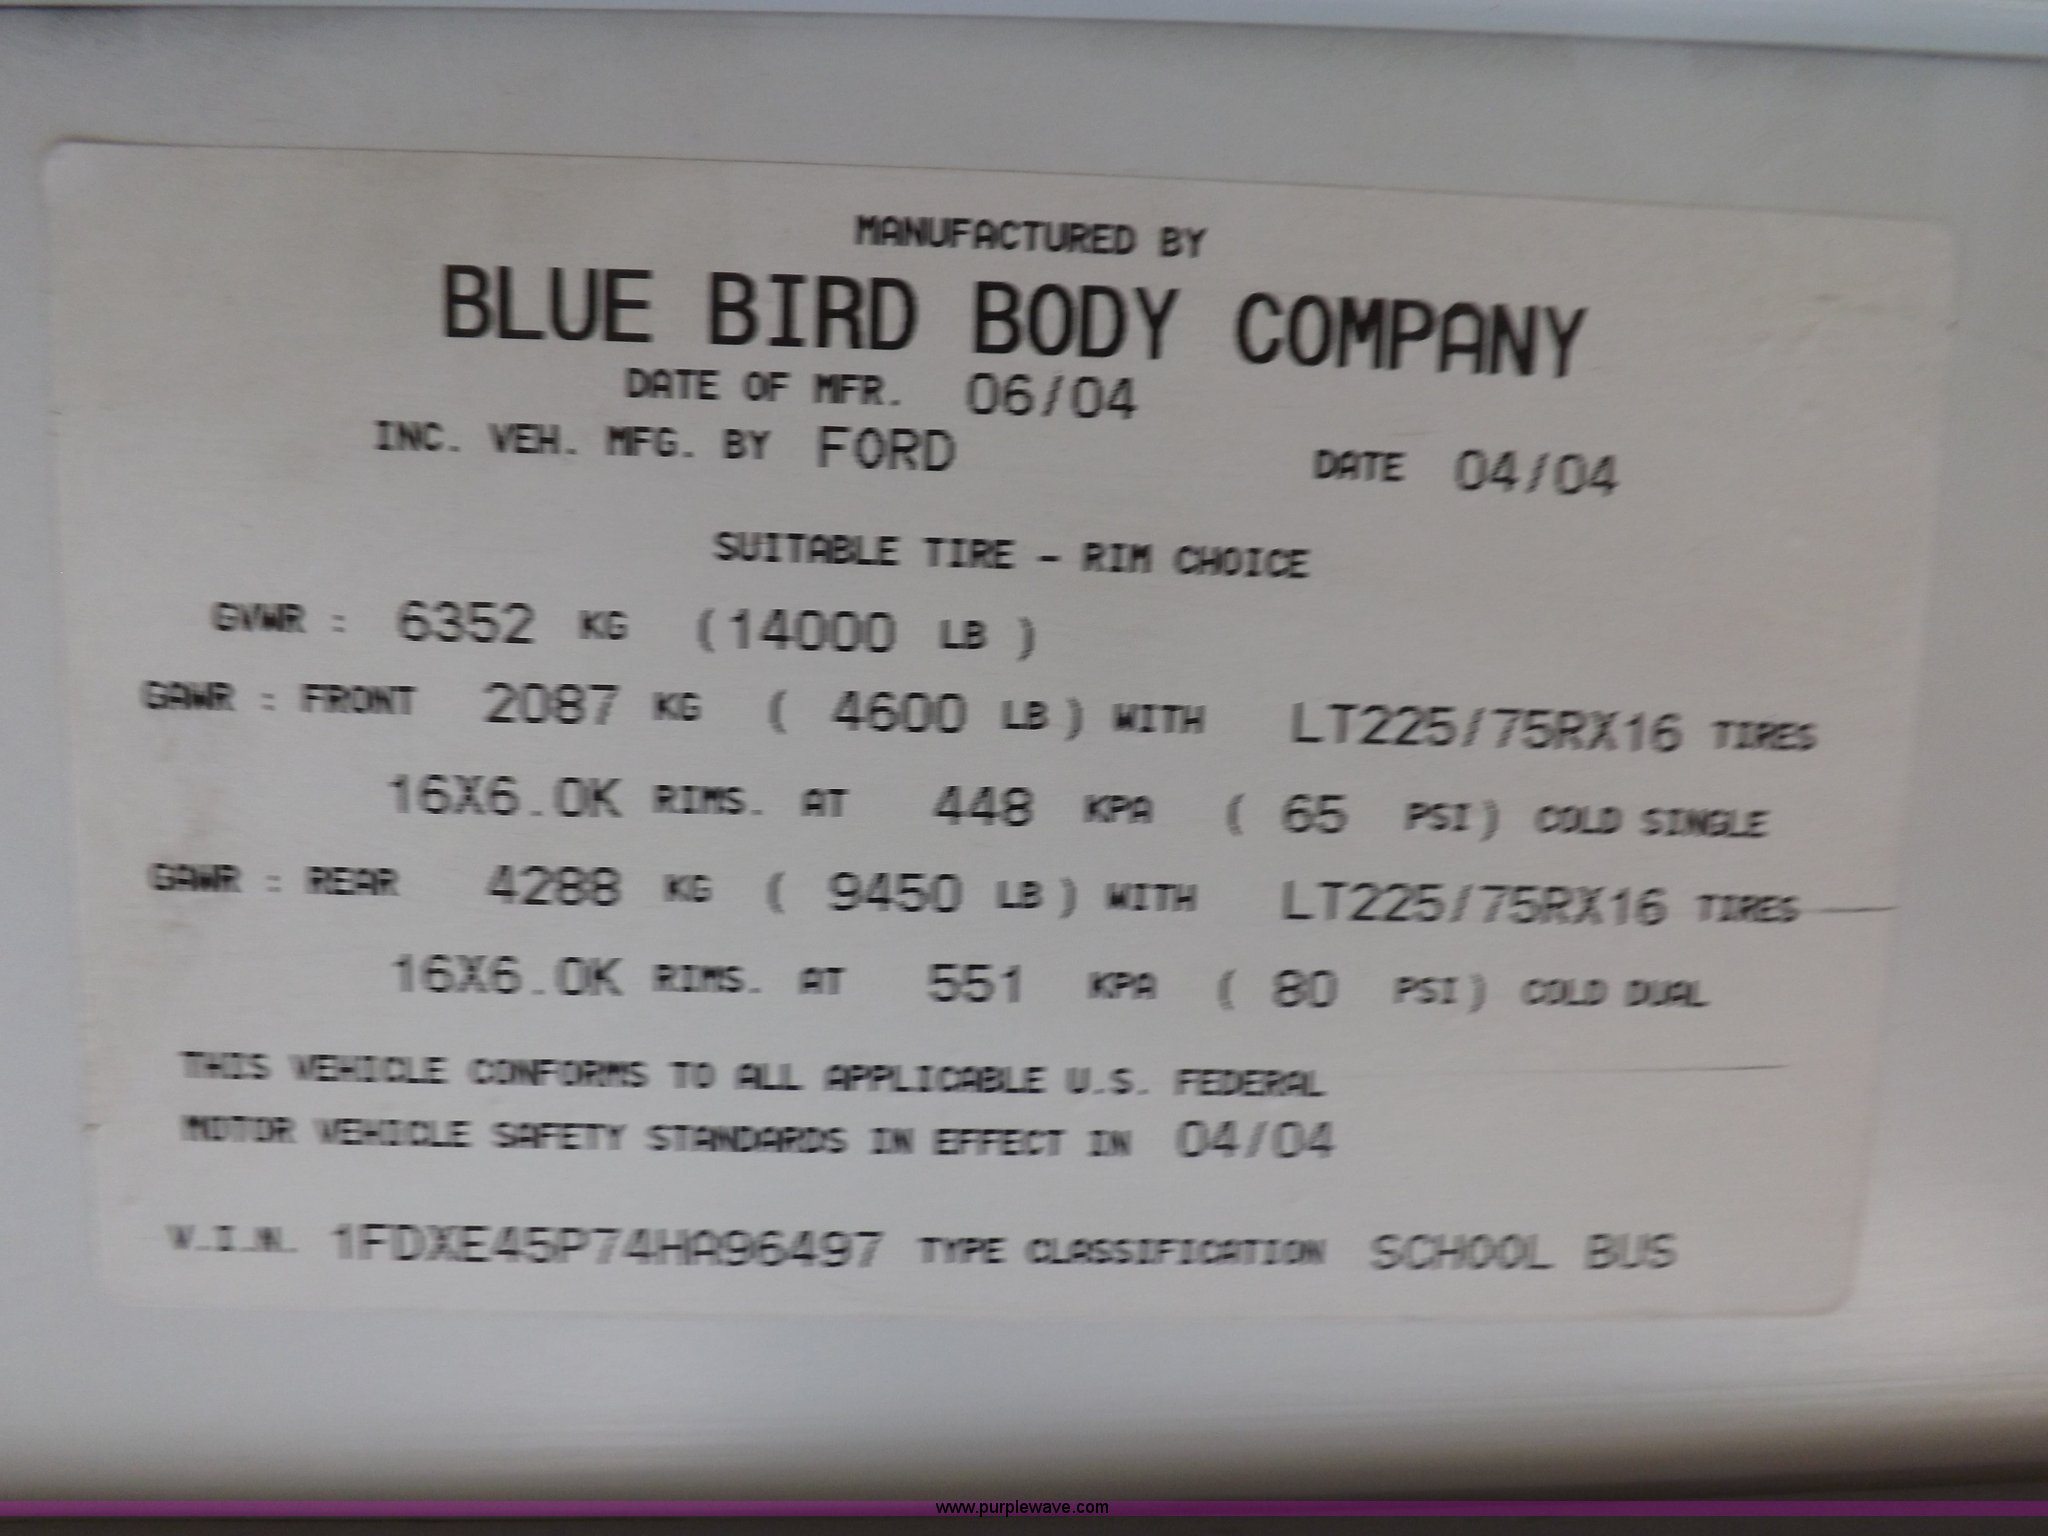 MANUFACTURED BY
BLUE BIRD BODY COMPANY
DATE OF MFR. 06/04
INC. VEH. MFG. BY FORD DATE 04/04
SUITABLE TIRE - RIM CHOICE
GVWR : 6352 KG (14000 LB )
GAWR : FRONT 2087 KG ( 4600 LB ) WITH LT225/75RX16 TIRES
16X6.0K RIMS. AT 448 KPA ( 65 PSI ) COLD SINGLE
GAWR : REAR 4288 KG ( 9450 LB ) WITH LT225/75RX16 TIRES
16X6.0K RIMS. AT 551 KPA ( 80 PSI ) COLD DUAL
THIS VEHICLE CONFORMS TO ALL APPLICABLE U.S. FEDERAL
MOTOR VEHICLE SAFETY STANDARDS IN EFFECT IN 04/04
V.I.N. 1FDXE45P74HA96497 TYPE CLASSIFICATION SCHOOL BUS
www.purplewave.com